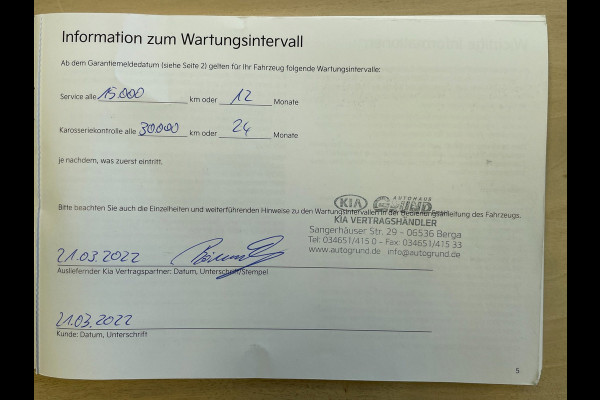 Information zum Wartungsintervall
Ab dem Garantiemeldedatum (siehe Seite 2) gelten für Ihr Fahrzeug folgende Wartungsintervalle:
Service alle 15.000 km oder 12 Monate
Karosseriekontrolle alle 30.000 km oder 24 Monate
je nachdem, was zuerst eintritt.
Bitte beachten Sie auch die Einzelheiten und weiterführenden Hinweise zu den Wartungsintervallen in der Bedienungsanleitung des Fahrzeugs.
KIA AUTOHAUS GRUND
KIA VERTRAGSHÄNDLER
Sangerhäuser Str. 29 - 06536 Berga
Tel: 034651/415 0 - Fax: 034651/415 33
www.autogrund.de info@autogrund.de
21.03.2022
Ausliefernder Kia Vertragspartner: Datum, Unterschrift/Stempel
21.03.2022
Kunde: Datum, Unterschrift
5